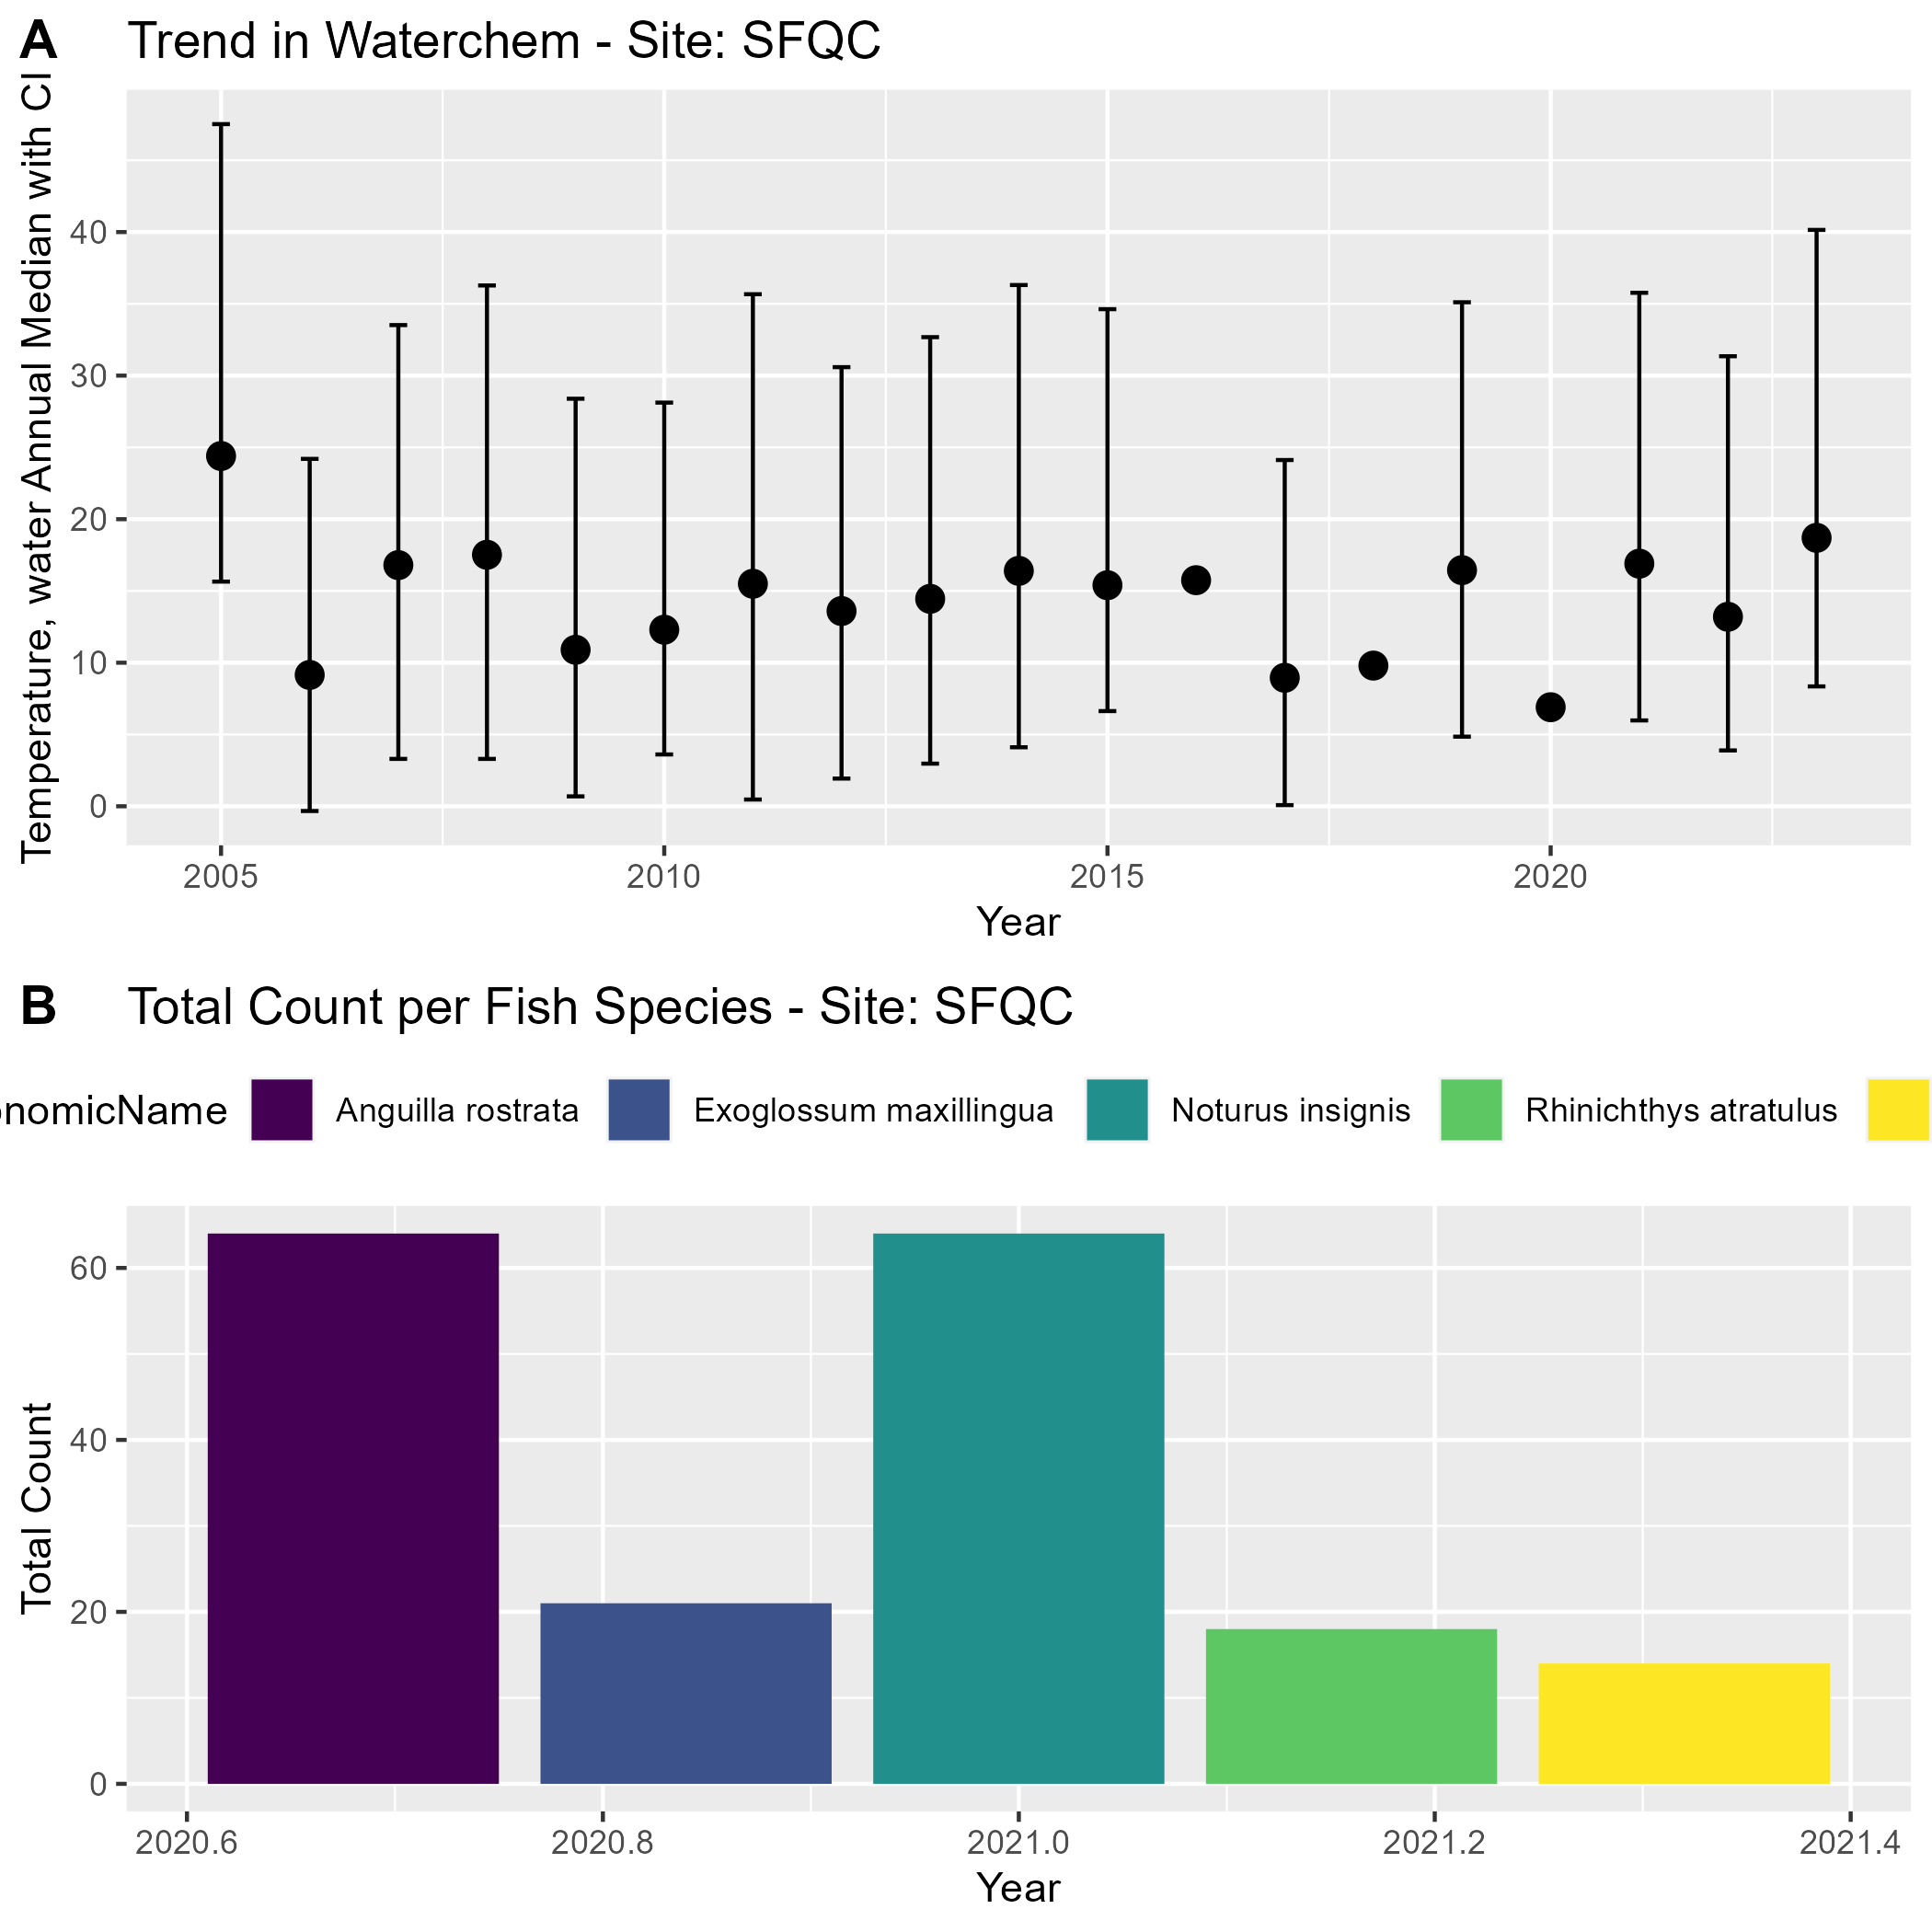 A Trend in Waterchem - Site: SFQC
Temperature, water Annual Median with CI
40
30
20
10
0
2005 2010 2015 2020
Year
B Total Count per Fish Species - Site: SFQC
onomicName Anguilla rostrata Exoglossum maxillingua Noturus insignis Rhinichthys atratulus
Total Count
60
40
20
0
2020.6 2020.8 2021.0 2021.2 2021.4
Year